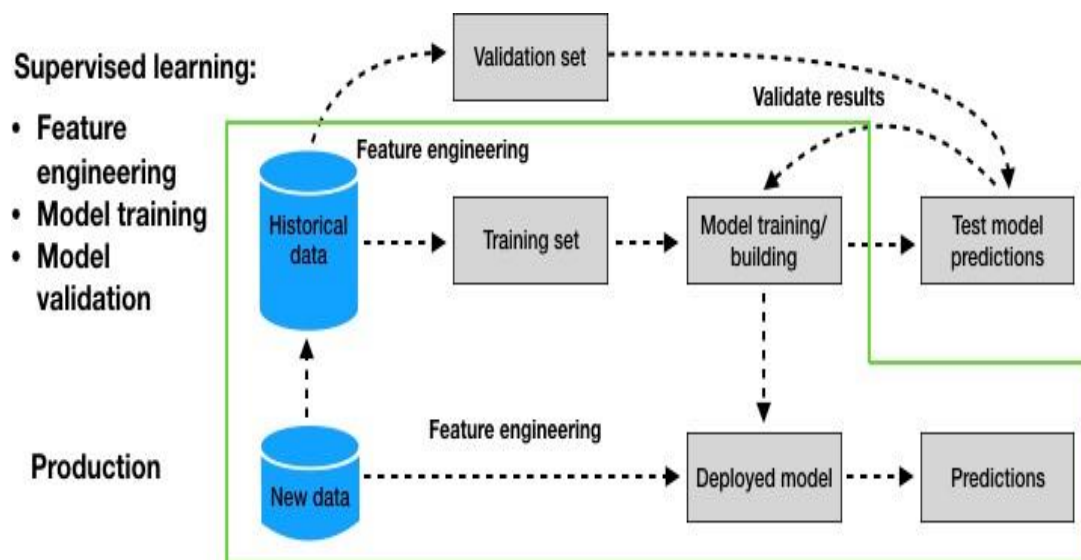 Supervised learning:
• Feature
engineering
• Model training
• Model
validation
Validation set
Validate results
Feature engineering
Historical
data
Training set
Model training/
building
Test model
predictions
Production
New data
Feature engineering
Deployed model
Predictions